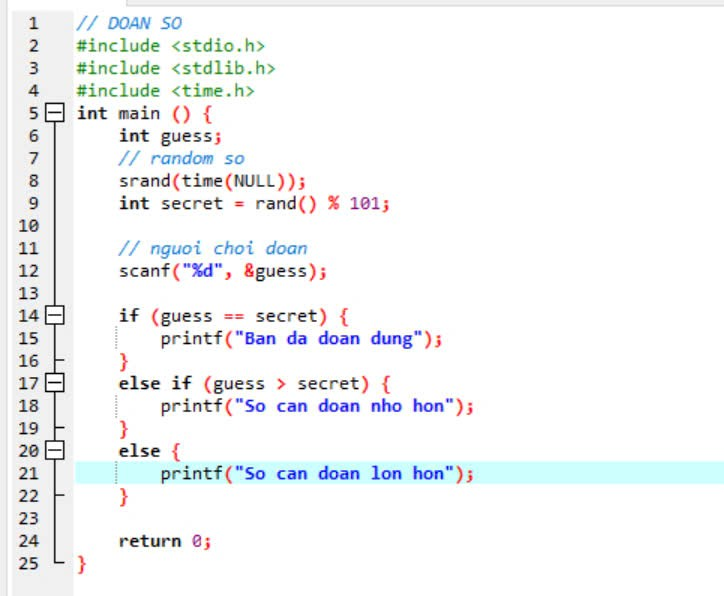 1 // DOAN SO
2 #include <stdio.h>
3 #include <stdlib.h>
4 #include <time.h>
5 int main () {
6 int guess;
7 // random so
8 srand(time(NULL));
9 int secret = rand() % 101;
10
11 // nguoi choi doan
12 scanf("%d", &guess);
13
14 if (guess == secret) {
15 printf("Ban da doan dung");
16 }
17 else if (guess > secret) {
18 printf("So can doan nho hon");
19 }
20 else {
21 printf("So can doan lon hon");
22 }
23
24 return 0;
25 }